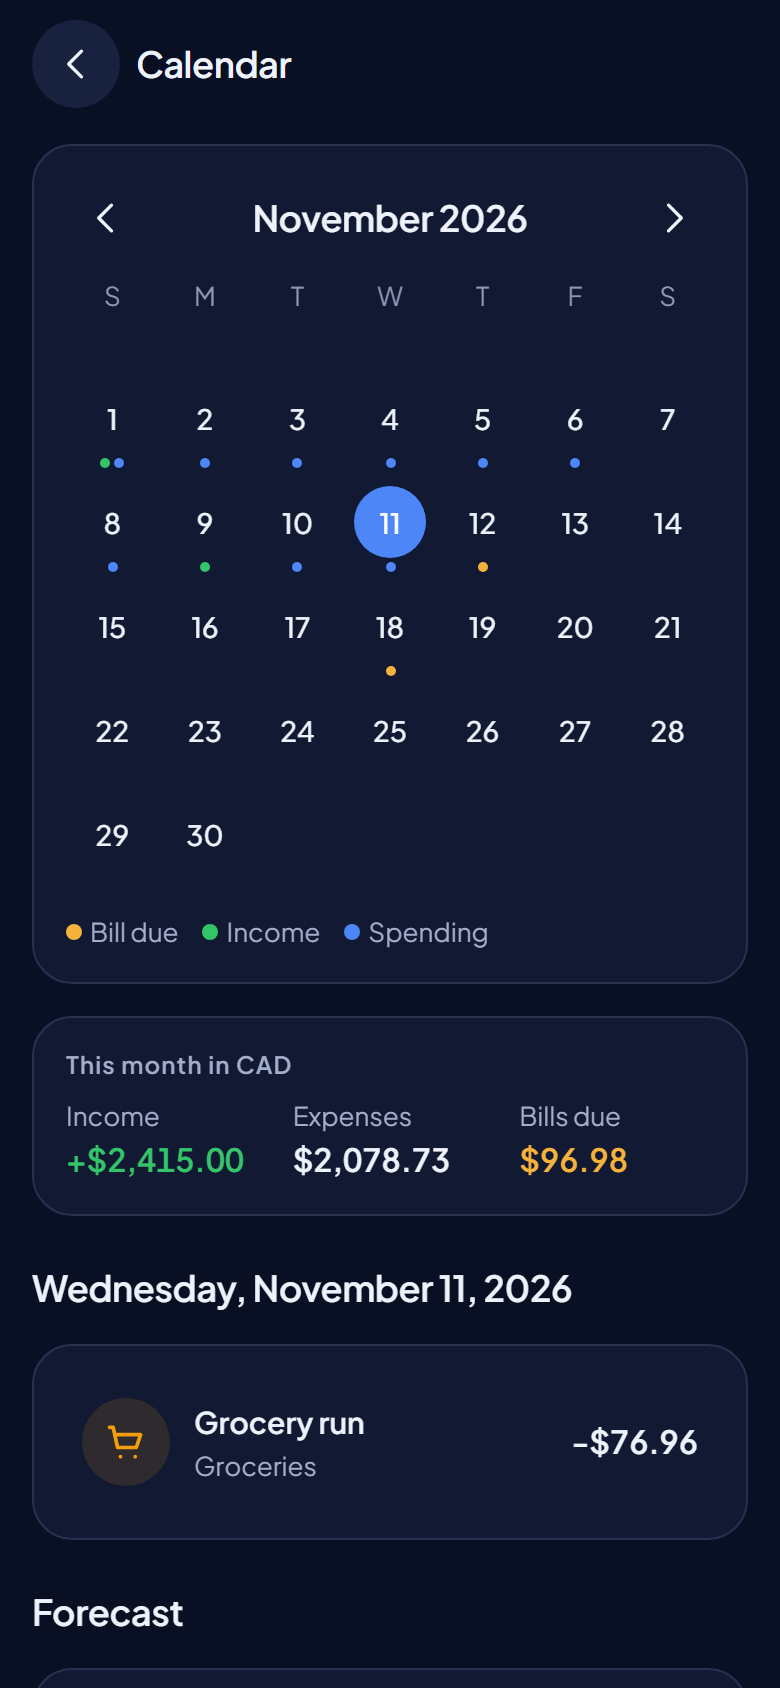 Calendar
November 2026
S M T W T F S
1 2 3 4 5 6 7
8 9 10 11 12 13 14
15 16 17 18 19 20 21
22 23 24 25 26 27 28
29 30
Bill due Income Spending
This month in CAD
Income Expenses Bills due
+$2,415.00 $2,078.73 $96.98
Wednesday, November 11, 2026
Grocery run
Groceries
-$76.96
Forecast